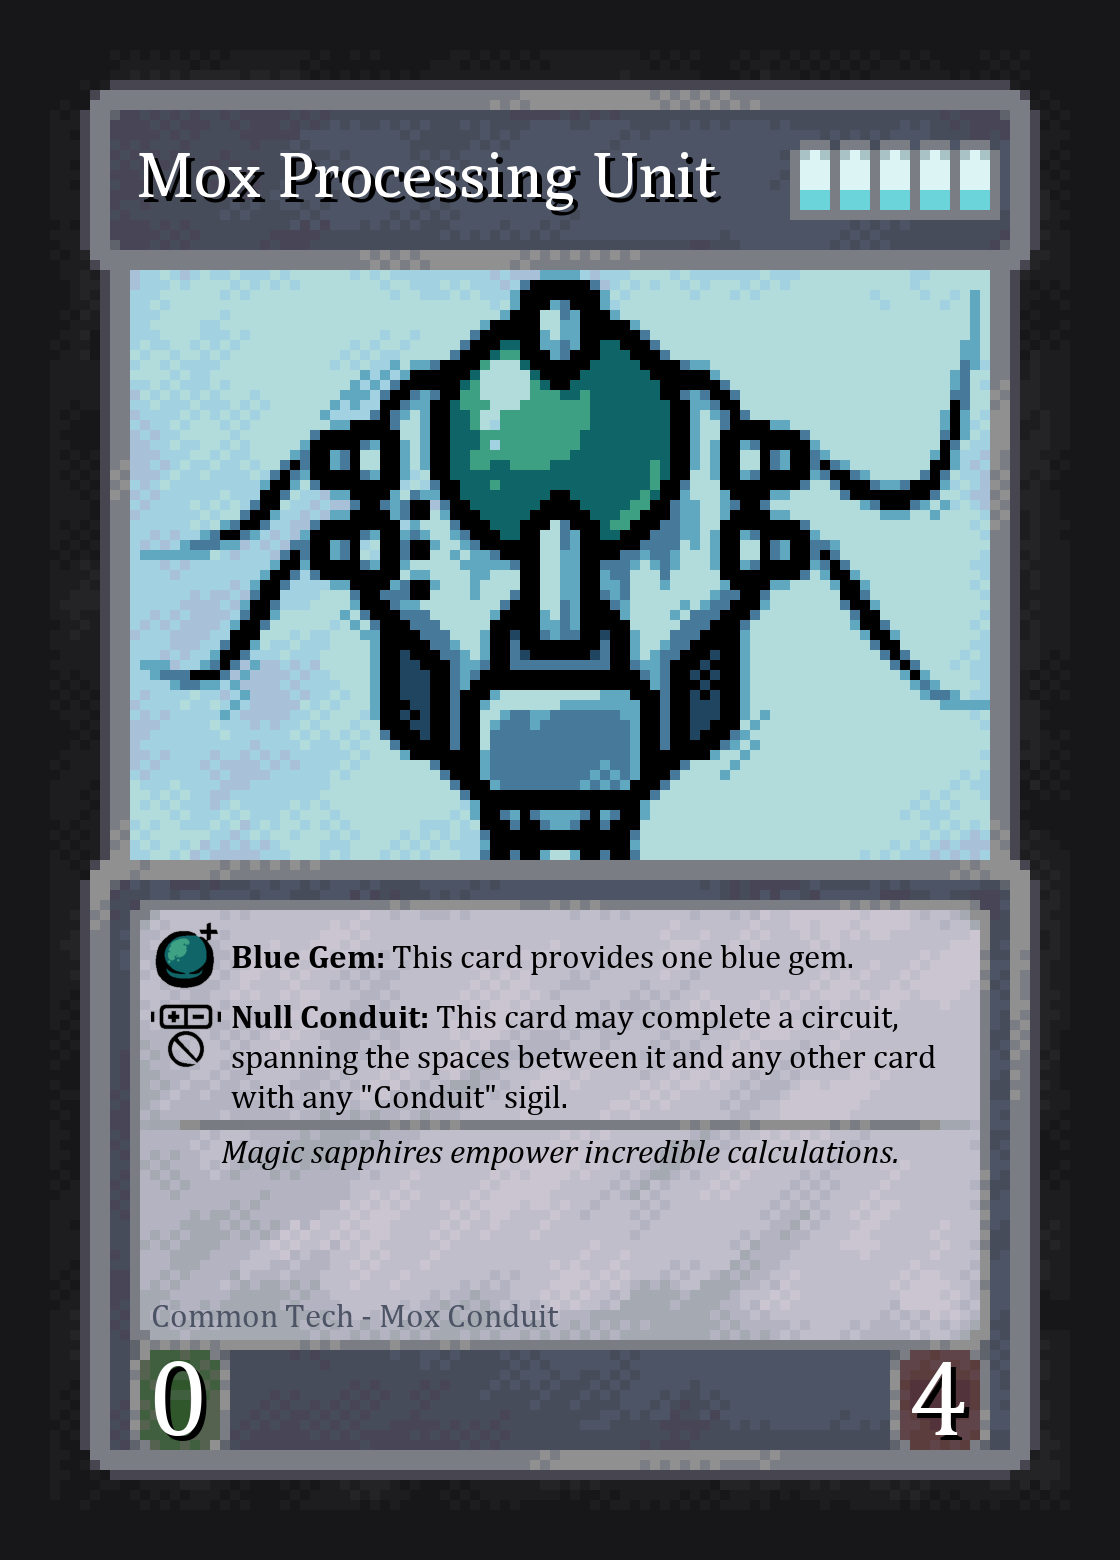 Mox Processing Unit
Blue Gem: This card provides one blue gem.
Null Conduit: This card may complete a circuit,
spanning the spaces between it and any other card
with any "Conduit" sigil.
Magic sapphires empower incredible calculations.
Common Tech - Mox Conduit
0
4